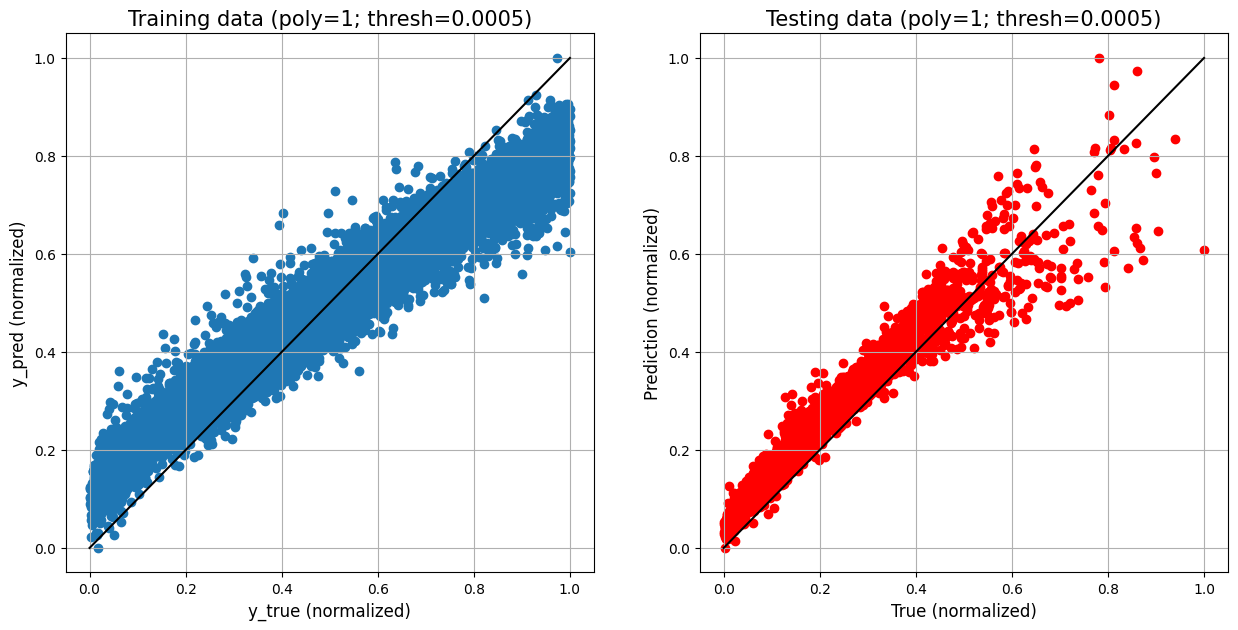 Training data (poly=1; thresh=0.0005)
y_pred (normalized)
1.0
0.8
0.6
0.4
0.2
0.0
0.0 0.2 0.4 0.6 0.8 1.0
y_true (normalized)
Testing data (poly=1; thresh=0.0005)
Prediction (normalized)
1.0
0.8
0.6
0.4
0.2
0.0
0.0 0.2 0.4 0.6 0.8 1.0
True (normalized)